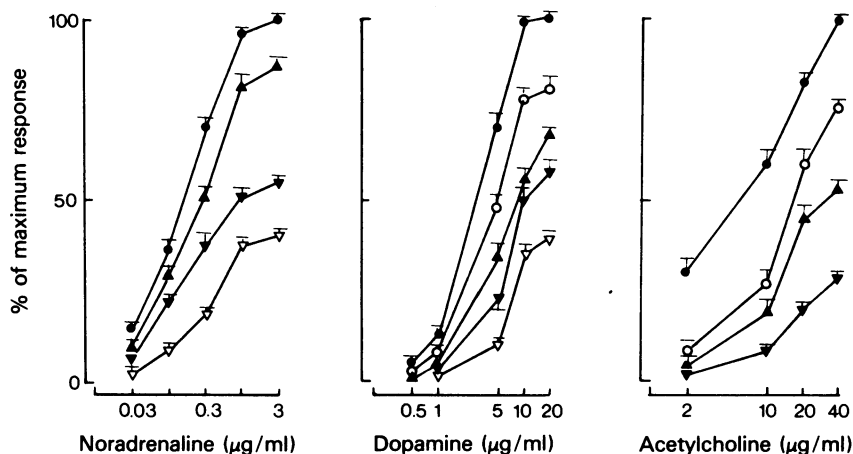 % of maximum response
100
50
0
0.03 0.3 3
Noradrenaline (µg/ml)
0.5 1 5 10 20
Dopamine (µg/ml)
2 10 20 40
Acetylcholine (µg/ml)